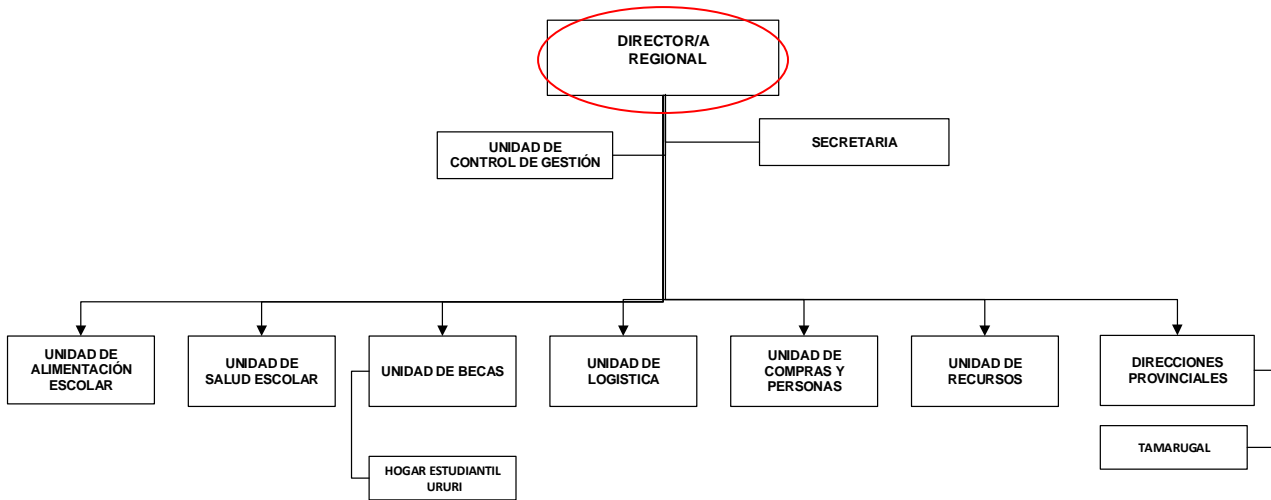 DIRECTOR/A
REGIONAL
UNIDAD DE
CONTROL DE GESTIÓN
SECRETARIA
UNIDAD DE
ALIMENTACIÓN
ESCOLAR
UNIDAD DE
SALUD ESCOLAR
UNIDAD DE BECAS
UNIDAD DE
LOGISTICA
UNIDAD DE
COMPRAS Y
PERSONAS
UNIDAD DE
RECURSOS
DIRECCIONES
PROVINCIALES
HOGAR ESTUDIANTIL
URURI
TAMARUGAL